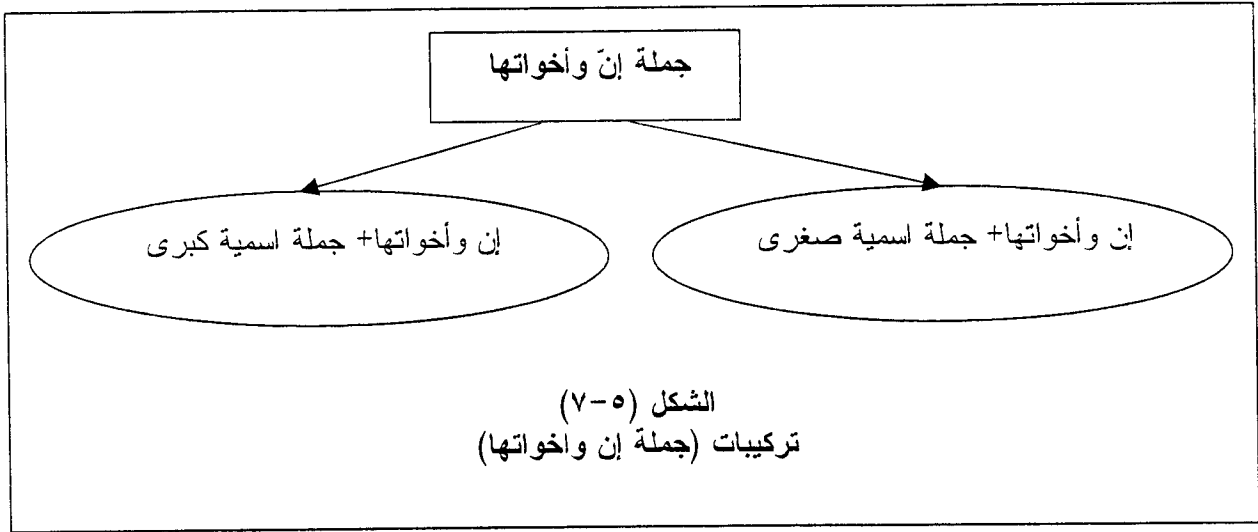 جملة إنّ وأخواتها
إن وأخواتها+ جملة اسمية صغرى
إن وأخواتها+ جملة اسمية كبرى
الشكل (٥-٧)
تركيبات (جملة إن واخواتها)